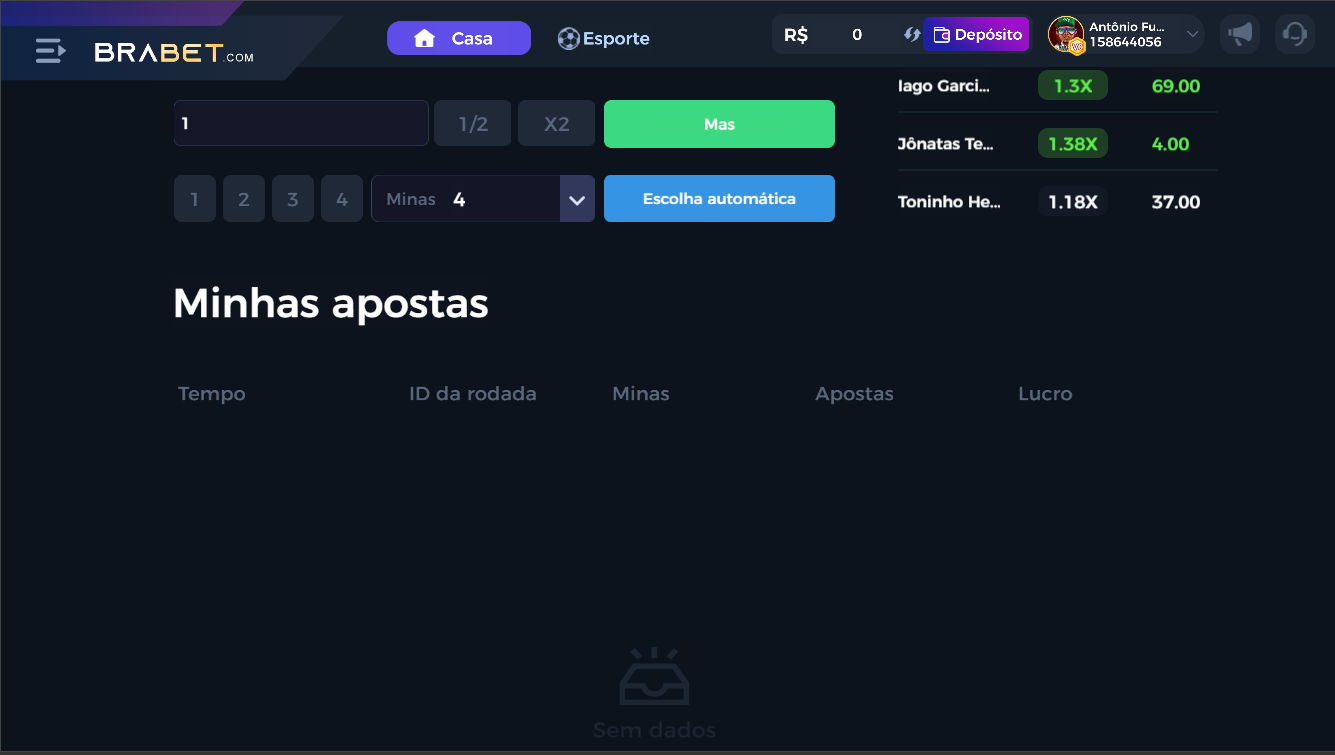 BRABET.COM
Casa
Esporte
R$ 0
Depósito
Antônio Fu...
158644056
V0
Iago Garci... 1.3X 69.00
1 1/2 X2 Mas
Jônatas Te... 1.38X 4.00
1 2 3 4 Minas 4 Escolha automática
Toninho He... 1.18X 37.00
Minhas apostas
Tempo ID da rodada Minas Apostas Lucro
Sem dados